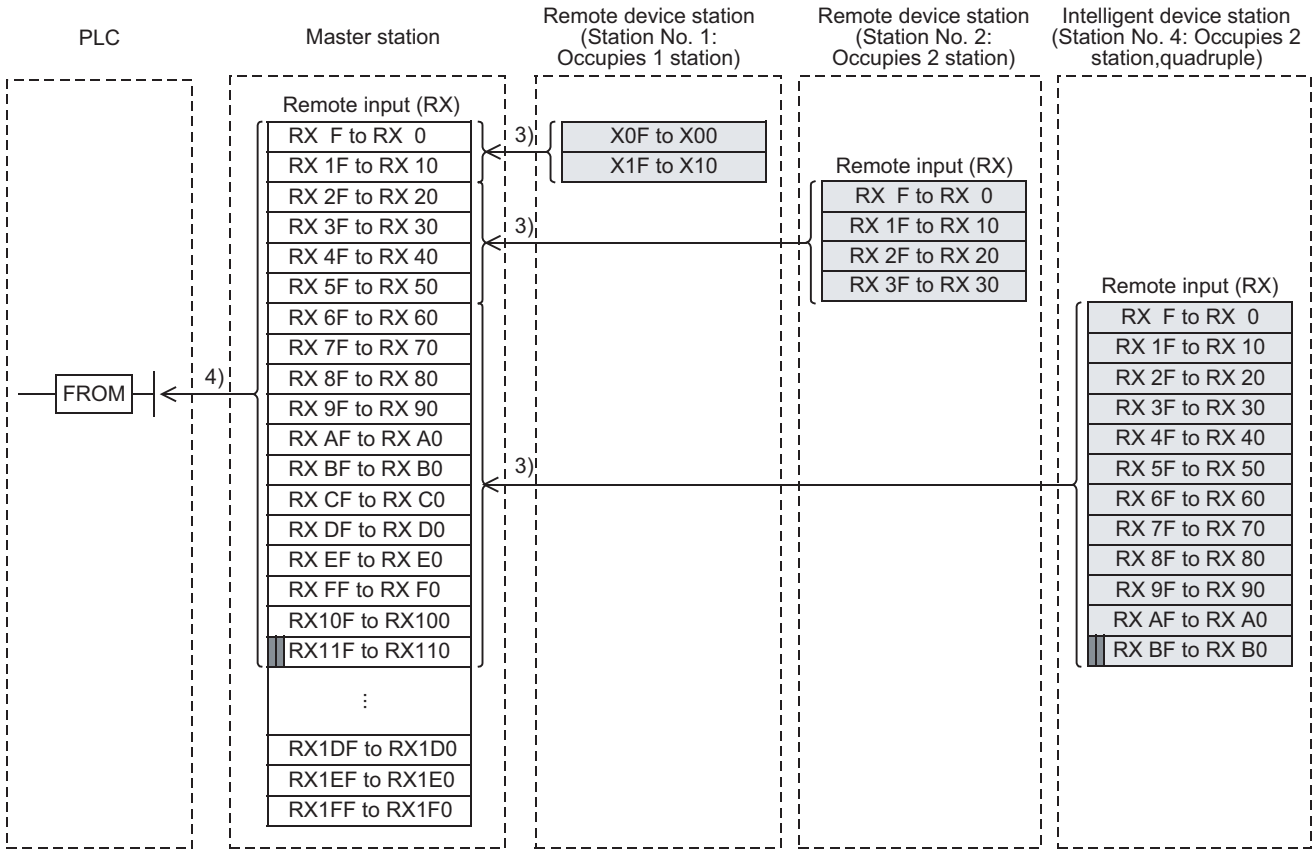 PLC
Master station
Remote device station
(Station No. 1:
Occupies 1 station)
Remote device station
(Station No. 2:
Occupies 2 station)
Intelligent device station
(Station No. 4: Occupies 2
station,quadruple)
FROM
4)
Remote input (RX)
RX F to RX 0
RX 1F to RX 10
RX 2F to RX 20
RX 3F to RX 30
RX 4F to RX 40
RX 5F to RX 50
RX 6F to RX 60
RX 7F to RX 70
RX 8F to RX 80
RX 9F to RX 90
RX AF to RX A0
RX BF to RX B0
RX CF to RX C0
RX DF to RX D0
RX EF to RX E0
RX FF to RX F0
RX10F to RX100
RX11F to RX110
⋮
RX1DF to RX1D0
RX1EF to RX1E0
RX1FF to RX1F0
3)
3)
3)
X0F to X00
X1F to X10
Remote input (RX)
RX F to RX 0
RX 1F to RX 10
RX 2F to RX 20
RX 3F to RX 30
Remote input (RX)
RX F to RX 0
RX 1F to RX 10
RX 2F to RX 20
RX 3F to RX 30
RX 4F to RX 40
RX 5F to RX 50
RX 6F to RX 60
RX 7F to RX 70
RX 8F to RX 80
RX 9F to RX 90
RX AF to RX A0
RX BF to RX B0